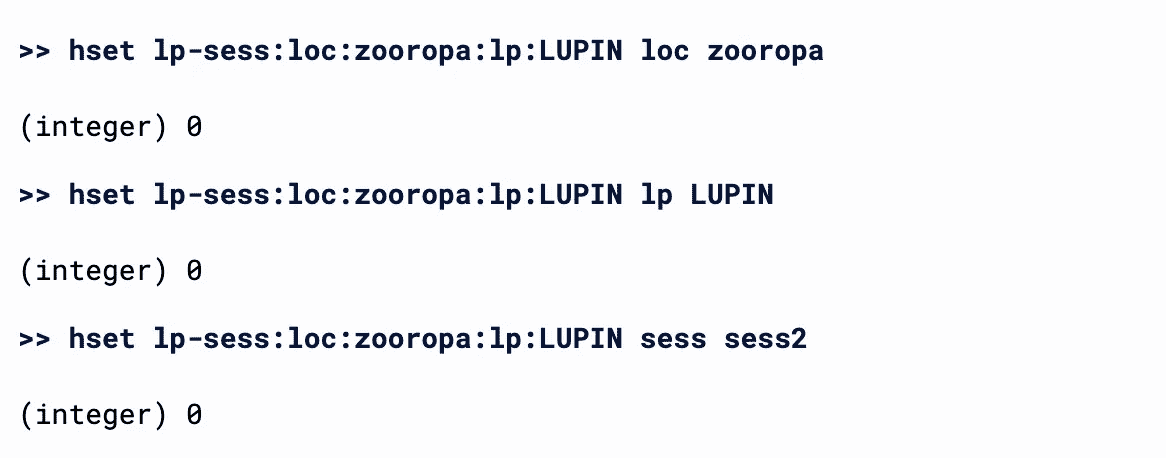 >> hset lp-sess:loc:zooropa:lp:LUPIN loc zooropa
(integer) 0
>> hset lp-sess:loc:zooropa:lp:LUPIN lp LUPIN
(integer) 0
>> hset lp-sess:loc:zooropa:lp:LUPIN sess sess2
(integer) 0